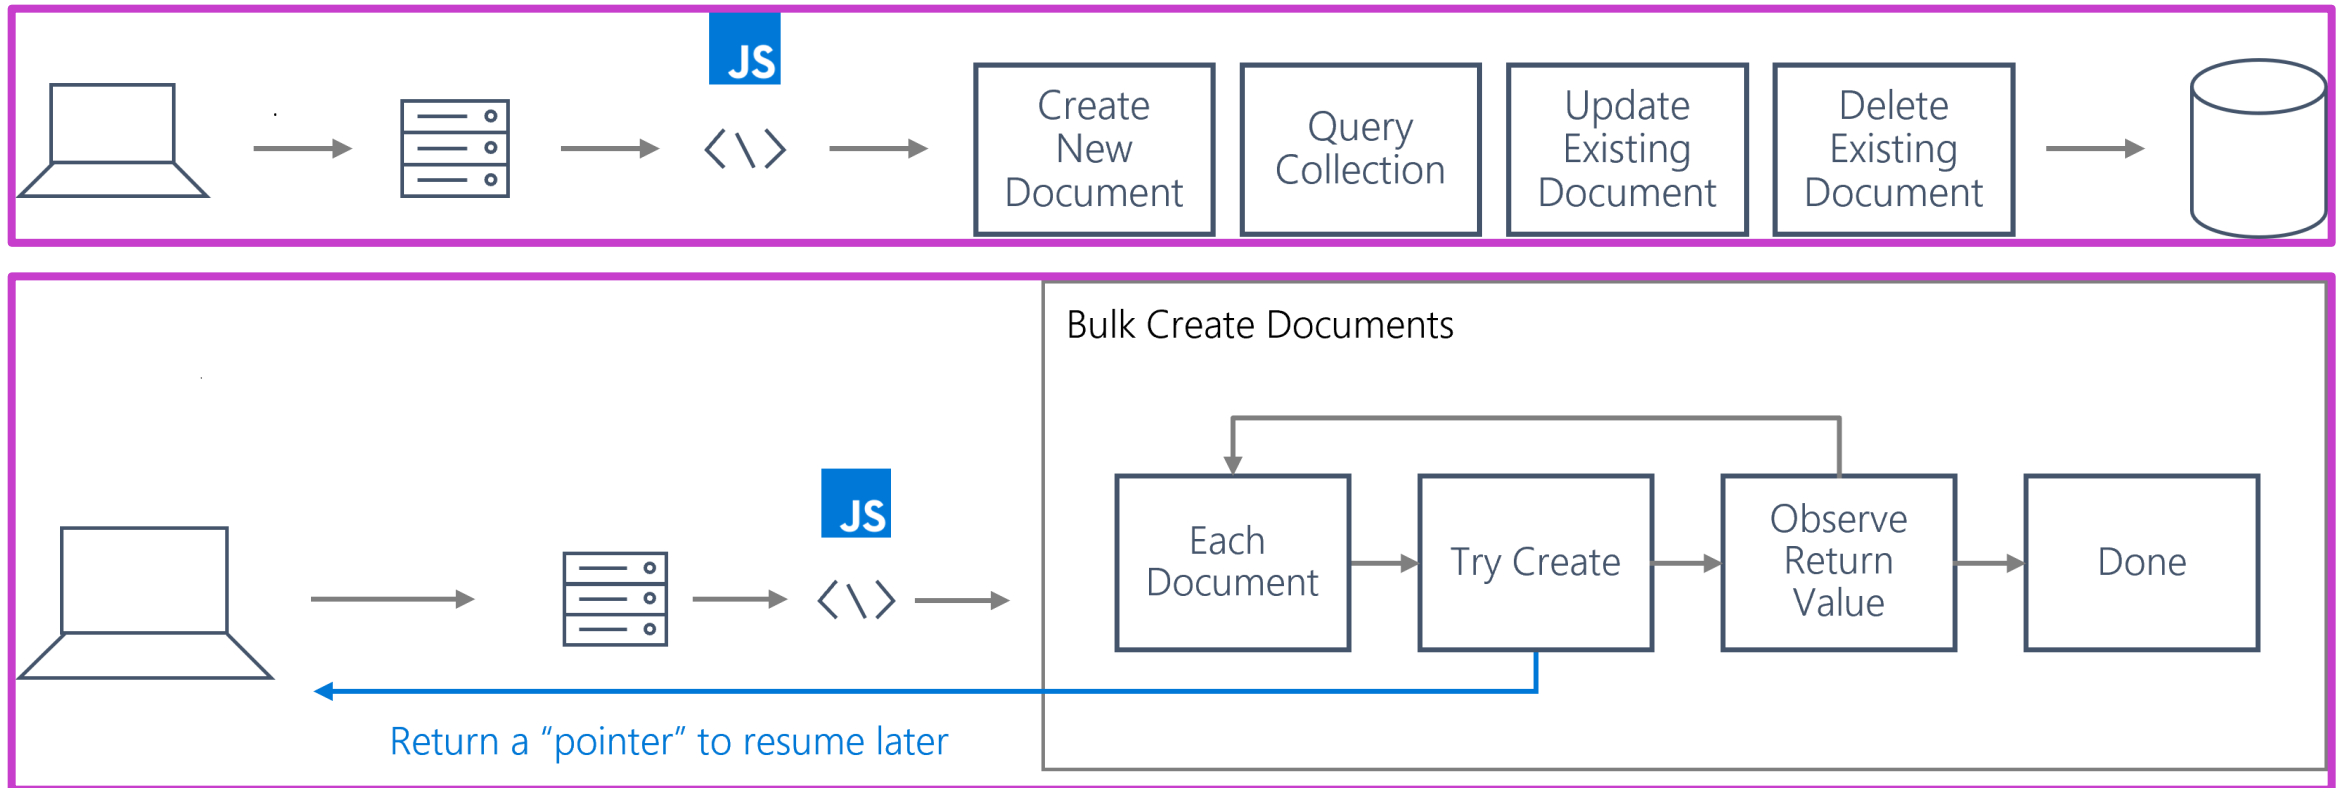 JS
Create
New
Document
Query
Collection
Update
Existing
Document
Delete
Existing
Document
Bulk Create Documents
JS
Each
Document
Try Create
Observe
Return
Value
Done
Return a “pointer” to resume later